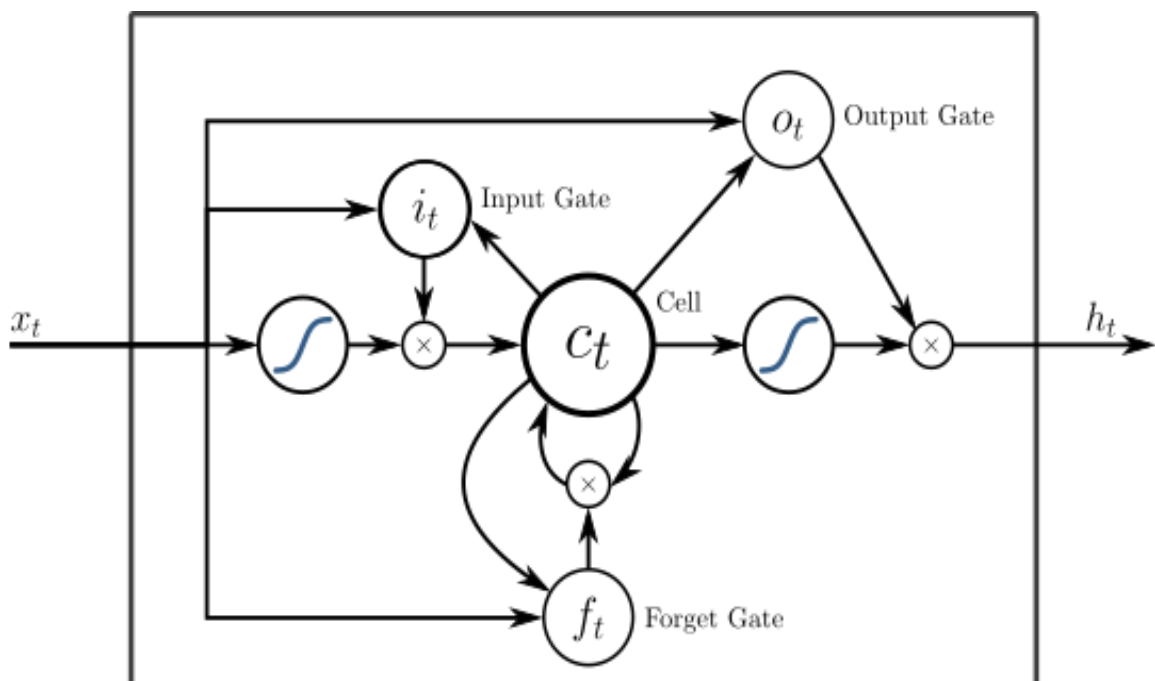 o_t Output Gate
i_t Input Gate
Cell
x_t
c_t
h_t
×
×
×
f_t Forget Gate